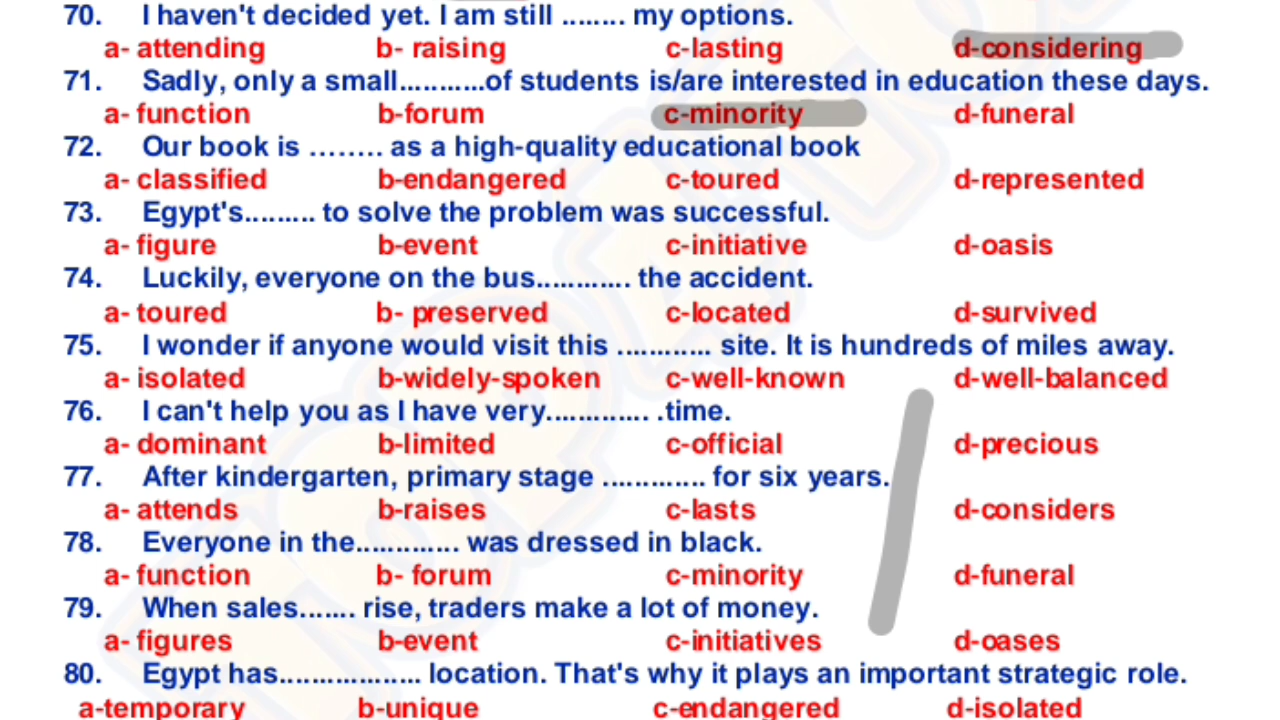 70. I haven't decided yet. I am still ........ my options.
a- attending b- raising c-lasting d-considering
71. Sadly, only a small...........of students is/are interested in education these days.
a- function b-forum c-minority d-funeral
72. Our book is ........ as a high-quality educational book
a- classified b-endangered c-toured d-represented
73. Egypt's......... to solve the problem was successful.
a- figure b-event c-initiative d-oasis
74. Luckily, everyone on the bus............ the accident.
a- toured b- preserved c-located d-survived
75. I wonder if anyone would visit this ............ site. It is hundreds of miles away.
a- isolated b-widely-spoken c-well-known d-well-balanced
76. I can't help you as I have very............. .time.
a- dominant b-limited c-official d-precious
77. After kindergarten, primary stage ............. for six years.
a- attends b-raises c-lasts d-considers
78. Everyone in the............. was dressed in black.
a- function b- forum c-minority d-funeral
79. When sales....... rise, traders make a lot of money.
a- figures b-event c-initiatives d-oases
80. Egypt has.................. location. That's why it plays an important strategic role.
a-temporary b-unique c-endangered d-isolated